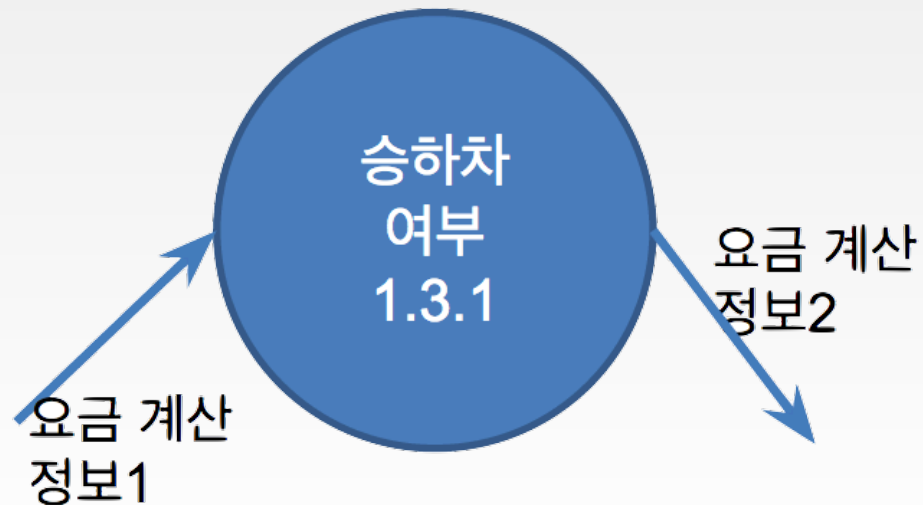 승하차
여부
1.3.1
요금 계산
정보2
요금 계산
정보1